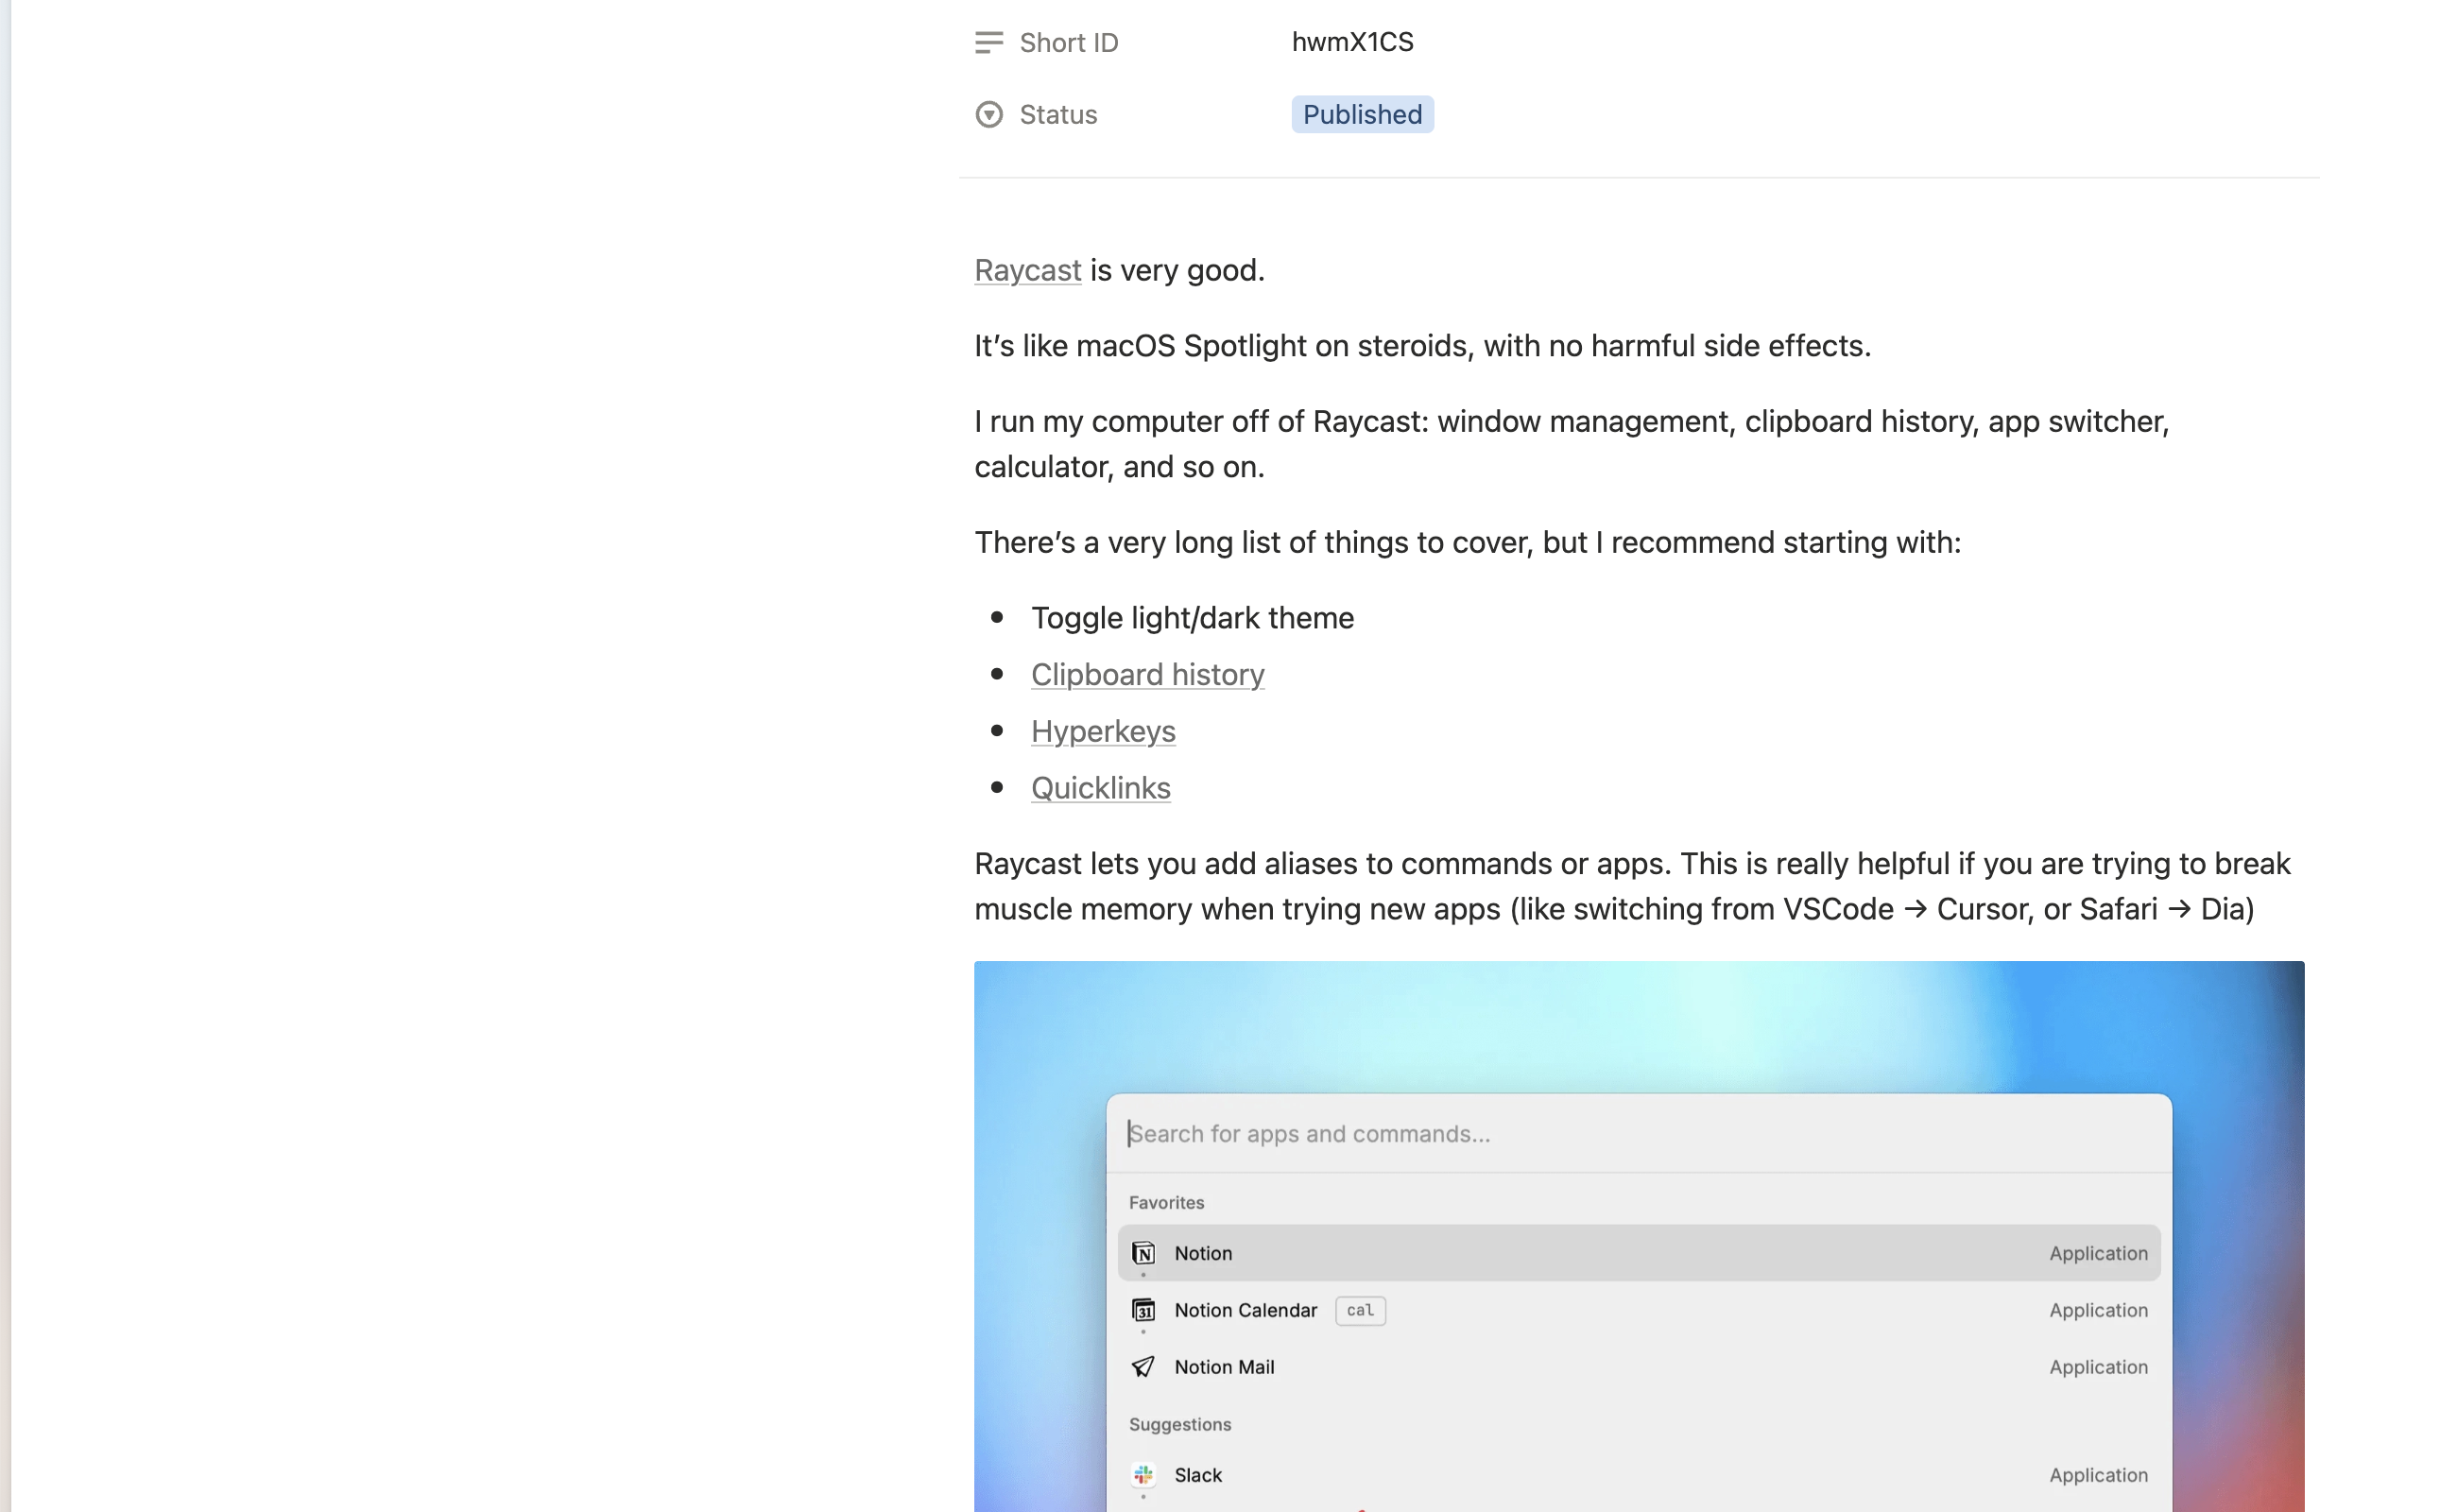 Short ID hwmX1CS
Status Published
Raycast is very good.
It’s like macOS Spotlight on steroids, with no harmful side effects.
I run my computer off of Raycast: window management, clipboard history, app switcher,
calculator, and so on.
There’s a very long list of things to cover, but I recommend starting with:
• Toggle light/dark theme
• Clipboard history
• Hyperkeys
• Quicklinks
Raycast lets you add aliases to commands or apps. This is really helpful if you are trying to break
muscle memory when trying new apps (like switching from VSCode → Cursor, or Safari → Dia)
Search for apps and commands...
Favorites
Notion Application
31 Notion Calendar cal Application
Notion Mail Application
Suggestions
Slack Application